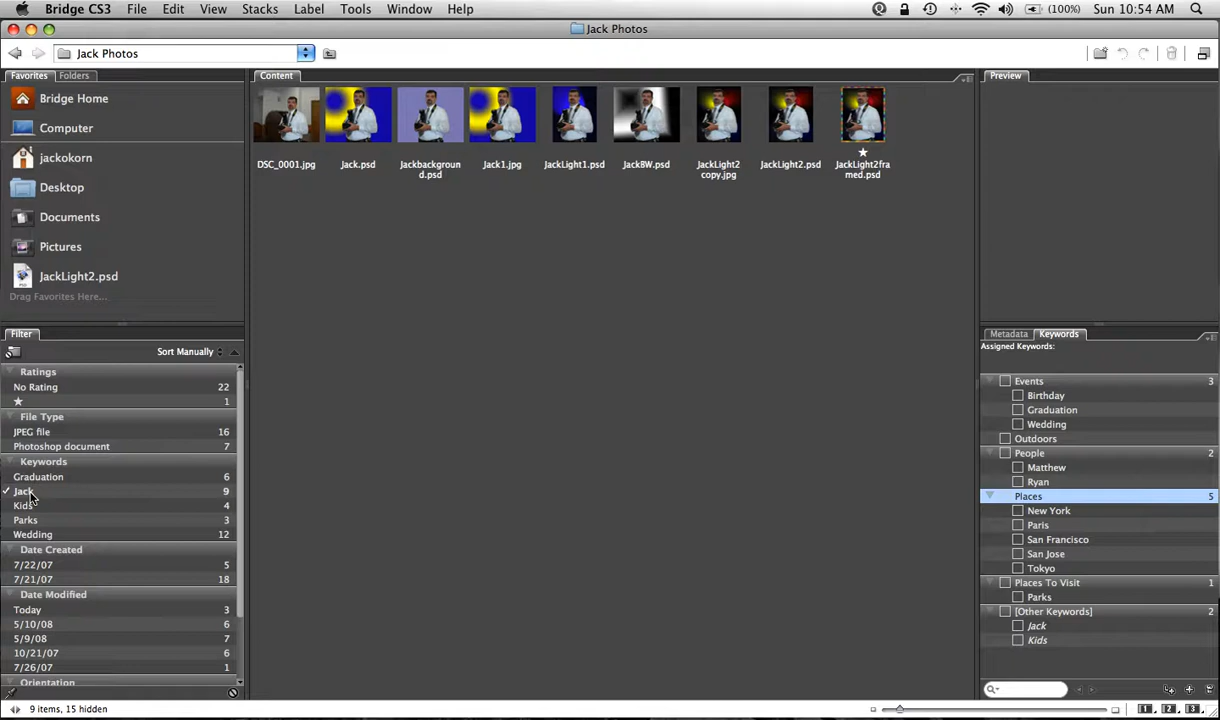 Bridge CS3 File Edit View Stacks Label Tools Window Help (100%) Sun 10:54 AM
Jack Photos
Jack Photos
Favorites Folders
Bridge Home
Computer
jackokorn
Desktop
Documents
Pictures
JackLight2.psd
Drag Favorites Here...
Filter
Sort Manually
Ratings
No Rating 22
★ 1
File Type
JPEG file 16
Photoshop document 7
Keywords
Graduation 6
✓ Jack 9
Kids 4
Parks 3
Wedding 12
Date Created
7/22/07 5
7/21/07 18
Date Modified
Today 3
5/10/08 6
5/9/08 7
10/21/07 6
7/26/07 1
Orientation
Content
DSC_0001.jpg
Jack.psd
Jackbackgroun
d.psd
Jack1.jpg
JackLight1.psd
JackBW.psd
JackLight2
copy.jpg
JackLight2.psd
★
JackLight2fra
med.psd
Preview
Metadata Keywords
Assigned Keywords:
Events 3
Birthday
Graduation
Wedding
Outdoors
People 2
Matthew
Ryan
Places 5
New York
Paris
San Francisco
San Jose
Tokyo
Places To Visit 1
Parks
[Other Keywords] 2
Jack
Kids
9 items, 15 hidden
1 2 3